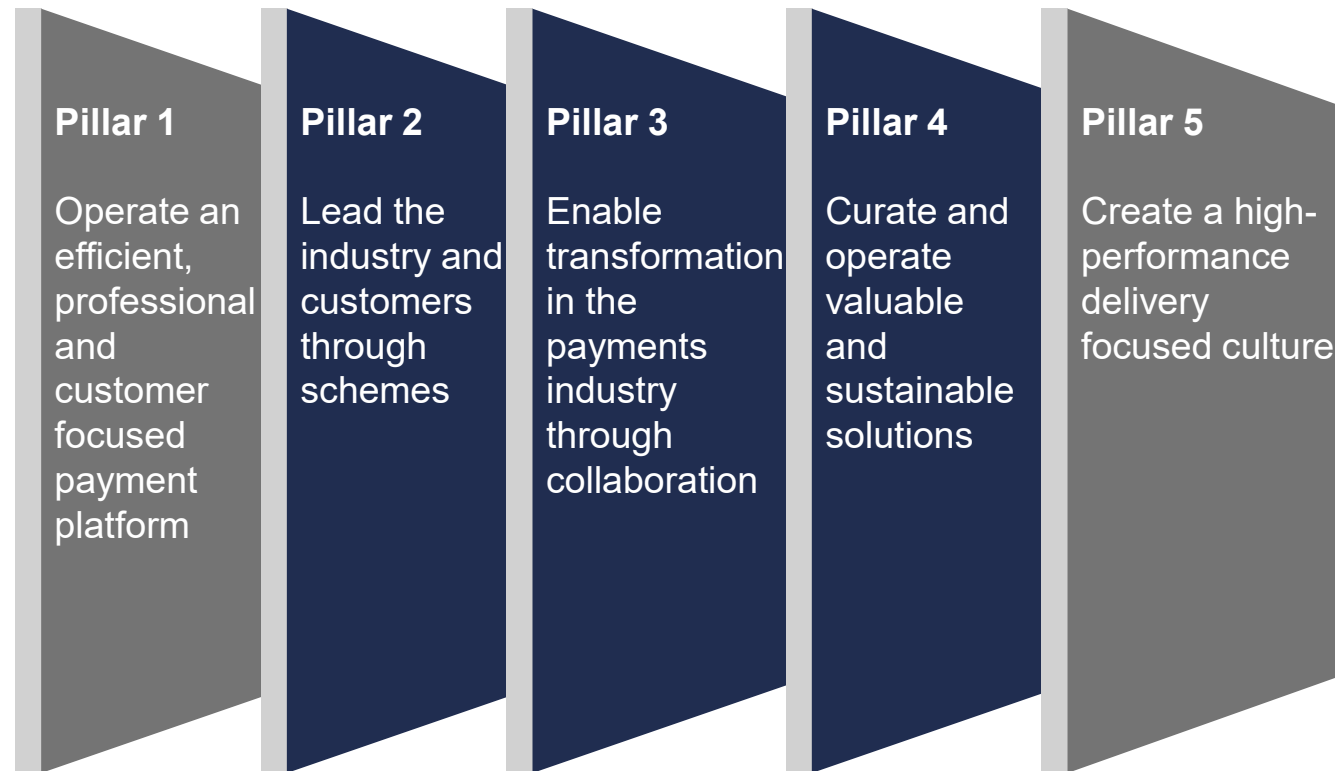 Pillar 1
Operate an
efficient,
professional
and
customer
focused
payment
platform
Pillar 2
Lead the
industry and
customers
through
schemes
Pillar 3
Enable
transformation
in the
payments
industry
through
collaboration
Pillar 4
Curate and
operate
valuable
and
sustainable
solutions
Pillar 5
Create a high-
performance
delivery
focused culture